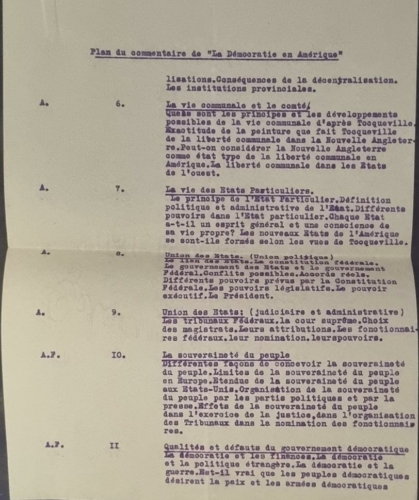 Plan du commentaire de "La Démocratie en Amérique"
lisations.Conséquences de la décentralisation.
Les institutions provinciales.
A. 6. La vie communale et le comté.
Quels sont les principes et les développements
possibles de la vie communale d'après Tocqueville.
Exactitude de la peinture que fait Tocqueville
de la liberté communale dans la Nouvelle Angleter-
re.Peut-on considérer la Nouvelle Angleterre
comme état type de la liberté communale en
Amérique.La liberté communale dans les Etats
de l'ouest.
A. 7. La vie des Etats Particuliers.
Le principe de l'Etat Particulier.Définition
politique et administrative de l'Etat.Différents
pouvoirs dans l'Etat particulier.Chaque Etat
a-t-il un esprit général et une conscience de
sa vie propre? Les nouveaux Etats de l'Amérique
se sont-ils formés selon les vues de Tocqueville.
A. 8. Union des Etats: (Union politique)
Le lien des Etats.La constitution fédérale.
Le gouvernement des Etats et le gouvernement
Fédéral.Conflits possibles.Accords réels.
Différents pouvoirs prévus par la Constitution
Fédérale.Les pouvoirs législatifs.Le pouvoir
exécutif.Le Président.
A. 9. Union des Etats: (judiciaire et administrative)
Les tribunaux Fédéraux.la cour suprême.Choix
des magistrats.Leurs attributions.Les fonctionnai-
res fédéraux.leur nomination.leurspouvoirs.
A.F. 10. La souveraineté du peuple
Différentes façons de concevoir la souveraineté
du peuple.Limites de la souveraineté du peuple
en Europe.Etendue de la souveraineté du peuple
aux Etats-Unis.Organisation de la souveraineté
du peuple par les partis politiques et par la
presse.Effets de la souveraineté du peuple
dans l'exercice de la justice,dans l'organisation
des Tribunaux dans la nomination des fonctionnais
res.
A.F. II Qualités et défauts du gouvernement démocratique
La démocratie et les finances.La démocratie
et la politique étrangère.La démocratie et la
guerre.Est-il vrai que les peuples démocratiques
désirent la paix et les armées démocratiques